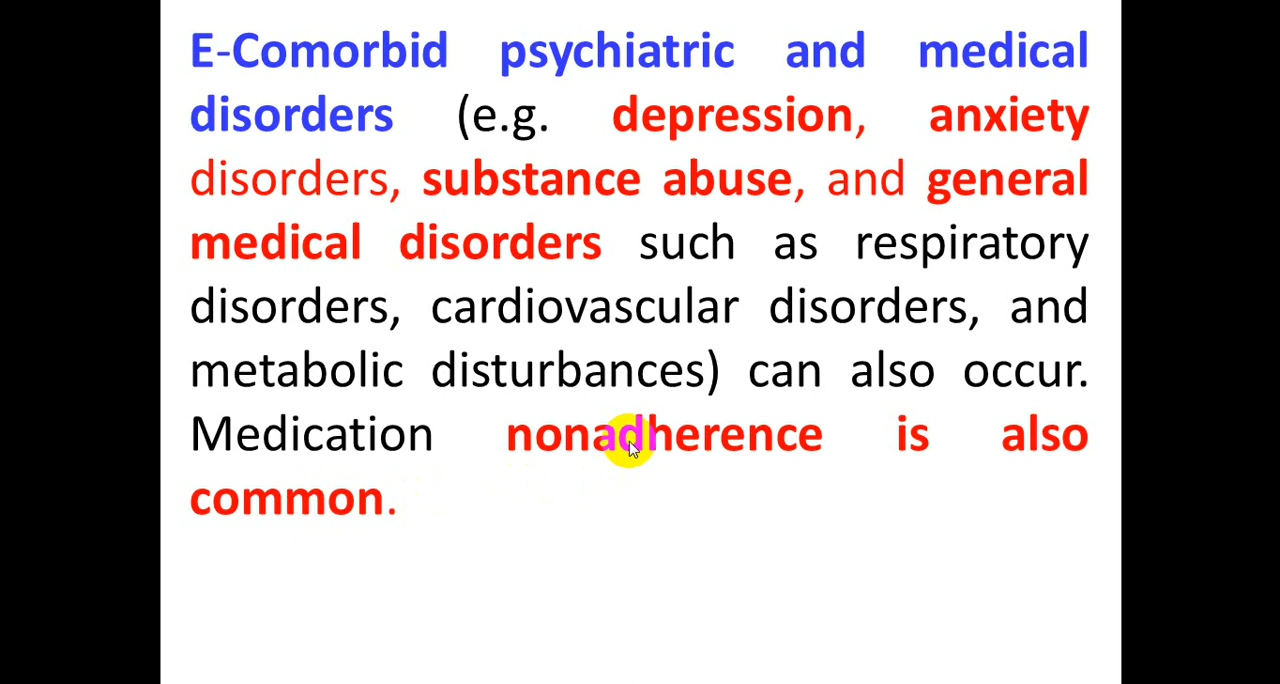 E-Comorbid psychiatric and medical
disorders (e.g. depression, anxiety
disorders, substance abuse, and general
medical disorders such as respiratory
disorders, cardiovascular disorders, and
metabolic disturbances) can also occur.
Medication nonadherence is also
common.